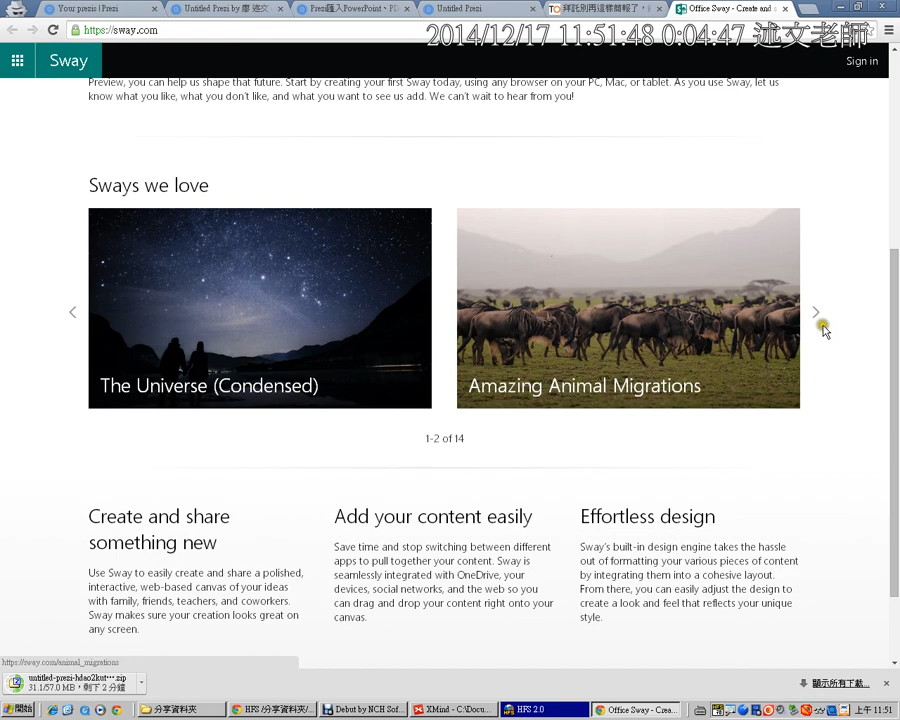 Your prezis | Prezi
Untitled Prezi by 廖 述文
Prezi匯入PowerPoint、PD
Untitled Prezi
拜託別再這樣簡報了，
Office Sway - Create and s
https://sway.com
2014/12/17 11:51:48 0:04:47 述文老師
Sway
Sign in
Preview, you can help us shape that future. Start by creating your first Sway today, using any browser on your PC, Mac, or tablet. As you use Sway, let us
know what you like, what you don't like, and what you want to see us add. We can't wait to hear from you!
Sways we love
The Universe (Condensed)
Amazing Animal Migrations
1-2 of 14
Create and share
something new
Use Sway to easily create and share a polished,
interactive, web-based canvas of your ideas
with family, friends, teachers, and coworkers.
Sway makes sure your creation looks great on
any screen.
Add your content easily
Save time and stop switching between different
apps to pull together your content. Sway is
seamlessly integrated with OneDrive, your
devices, social networks, and the web so you
can drag and drop your content right onto your
canvas.
Effortless design
Sway's built-in design engine takes the hassle
out of formatting your various pieces of content
by integrating them into a cohesive layout.
From there, you can easily adjust the design to
create a look and feel that reflects your unique
style.
https://sway.com/animal_migrations
untitled-prezi-hdao2kut....zip
31.1/57.0 MB，剩下 2 分鐘
顯示所有下載...
開始
分享資料夾
HFS /分享資料夾/...
Debut by NCH Sof...
XMind - C:\Docu...
HFS 2.0
Office Sway - Crea...
上午 11:51